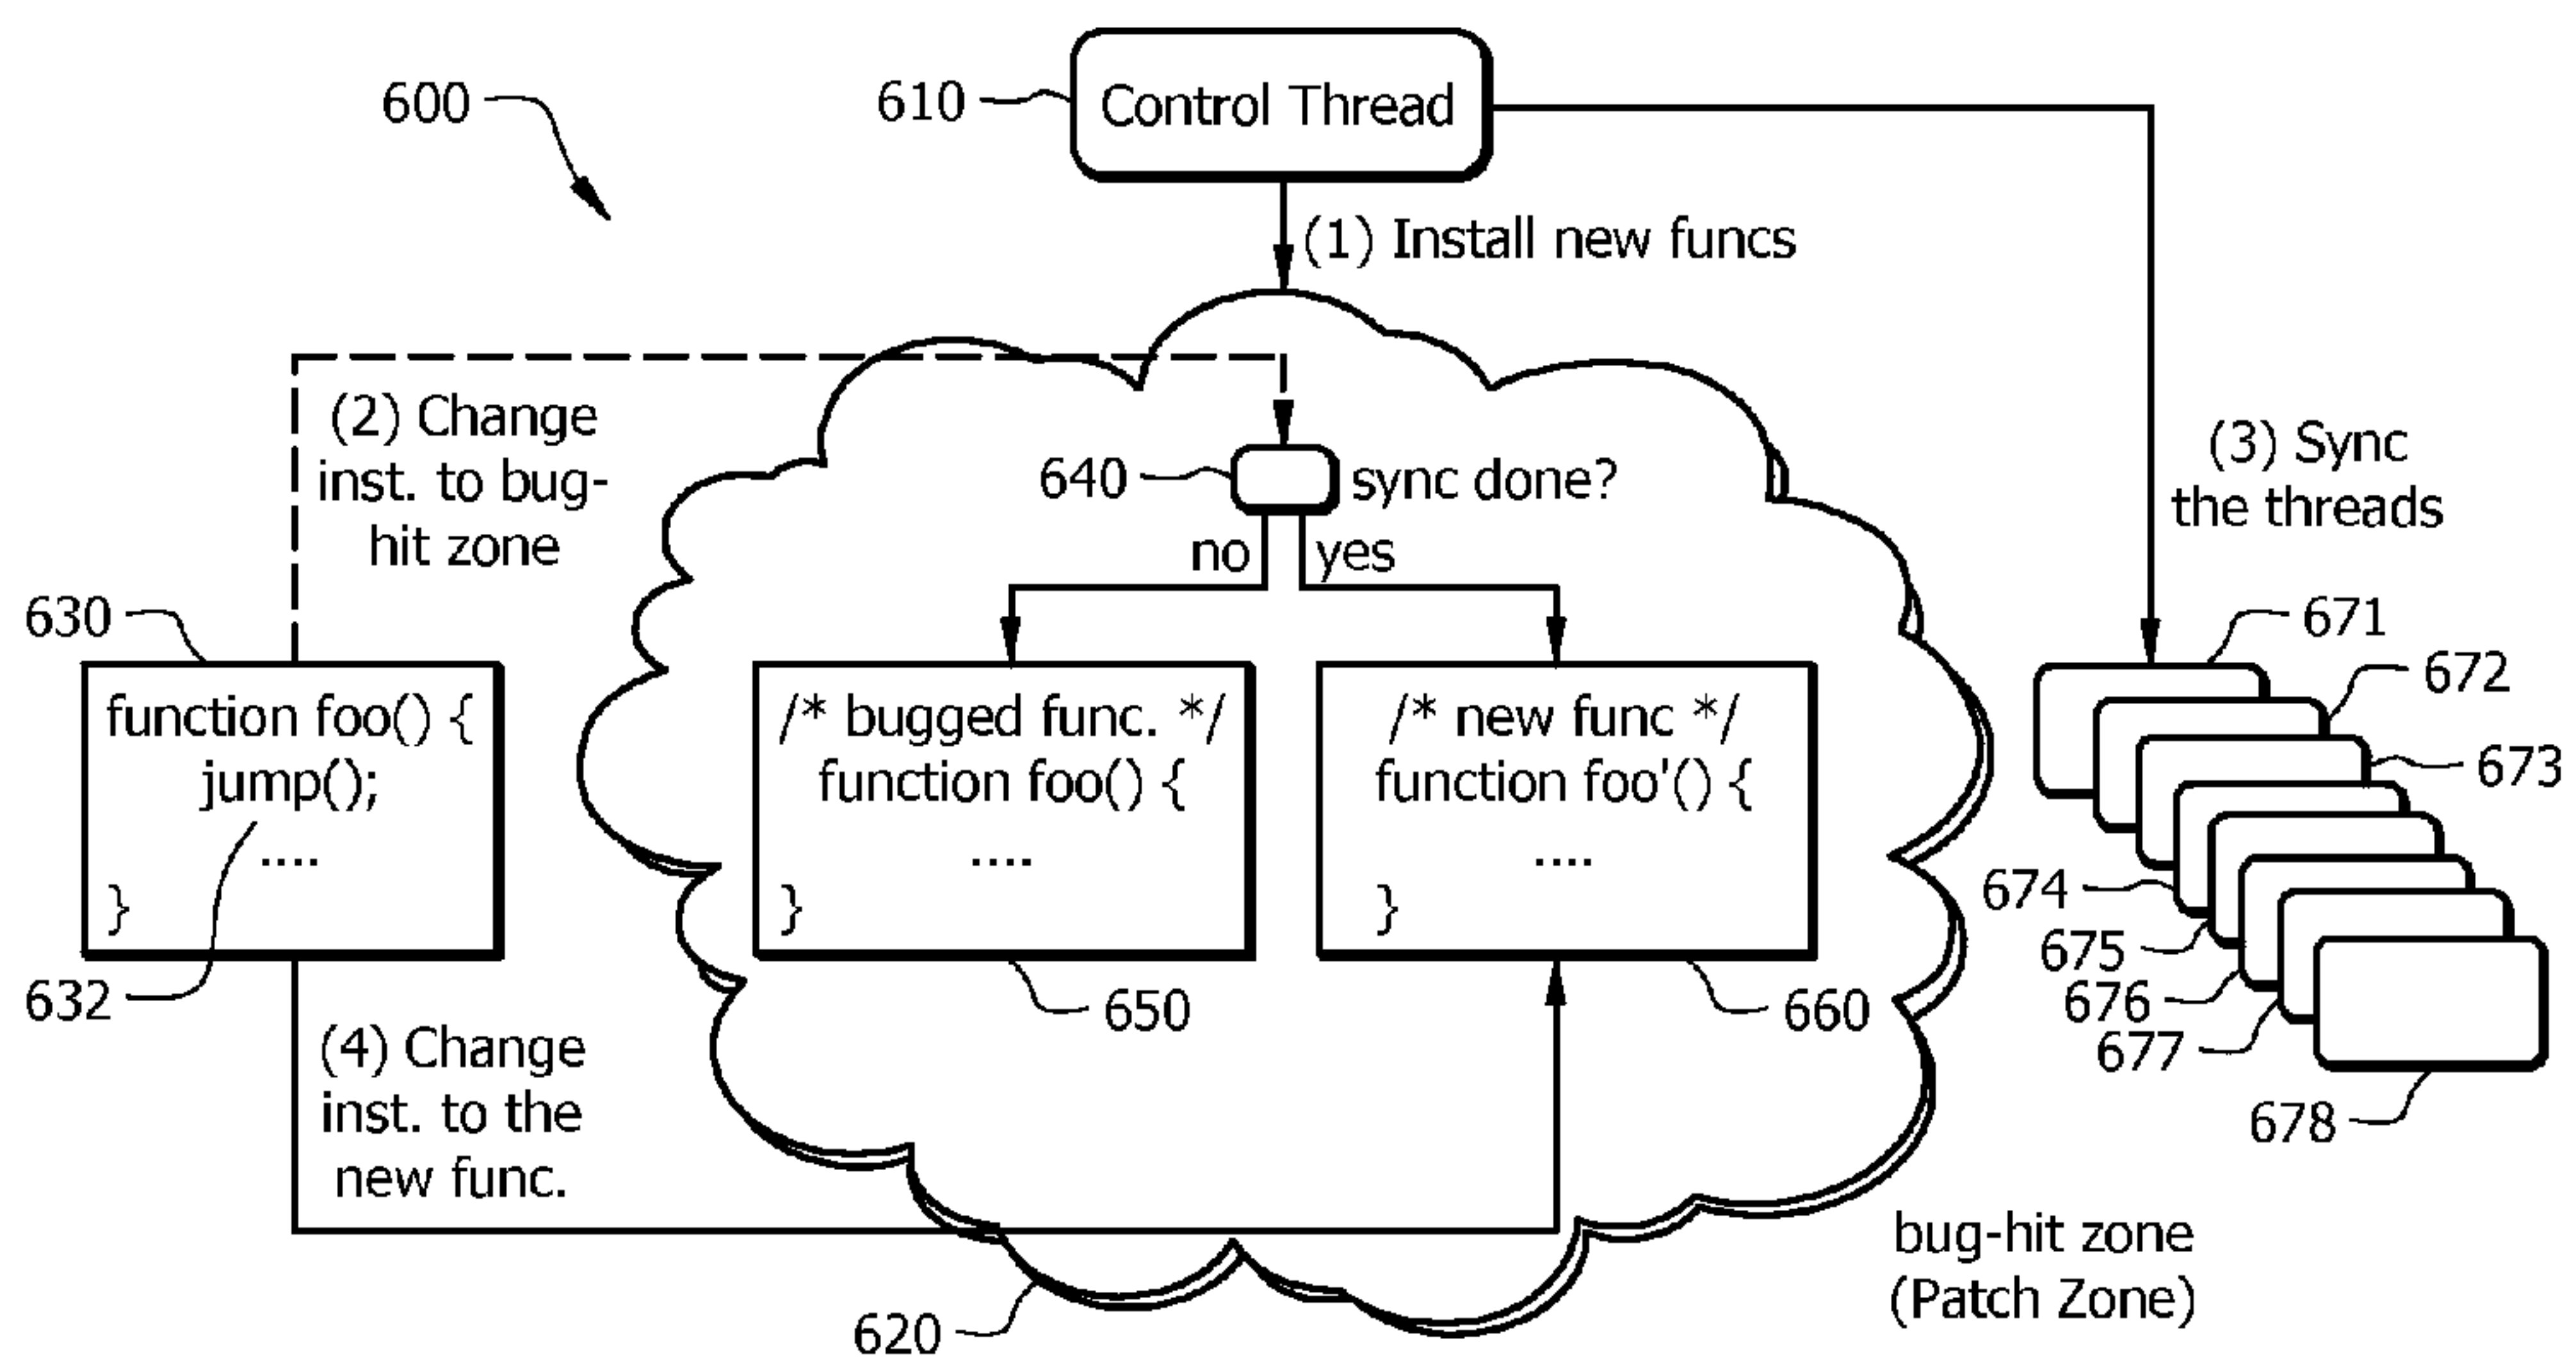 600
610
Control Thread
(1) Install new funcs
(2) Change
inst. to bug-
hit zone
640
sync done?
no
yes
(3) Sync
the threads
630
function foo() {
jump();
....
}
632
/* bugged func. */
function foo() {
....
}
650
/* new func */
function foo'() {
....
}
660
671
672
673
674
675
676
677
678
(4) Change
inst. to the
new func.
620
bug-hit zone
(Patch Zone)